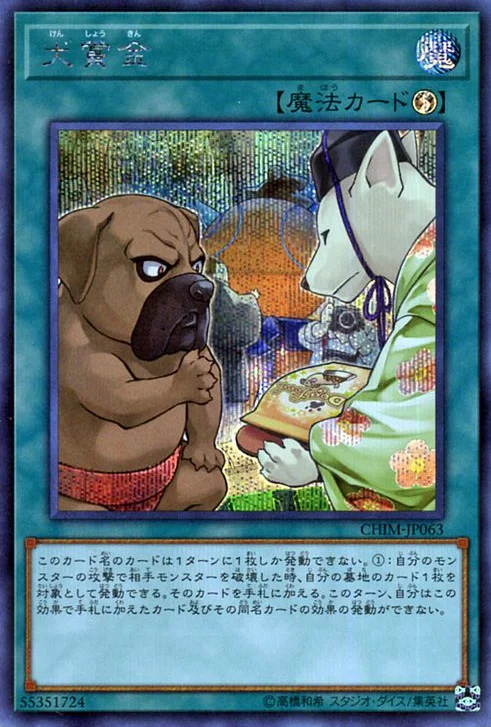 犬賞金
魔
【魔法カード】
CHIM-JP063
このカード名のカードは1ターンに1枚しか発動できない。①:自分のモン
スターの攻撃で相手モンスターを破壊した時、自分の墓地のカード1枚を
対象として発動できる。そのカードを手札に加える。このターン、自分はこの
効果で手札に加えたカード及びその同名カードの効果の発動ができない。
55351724
©高橋和希 スタジオ・ダイス/集英社